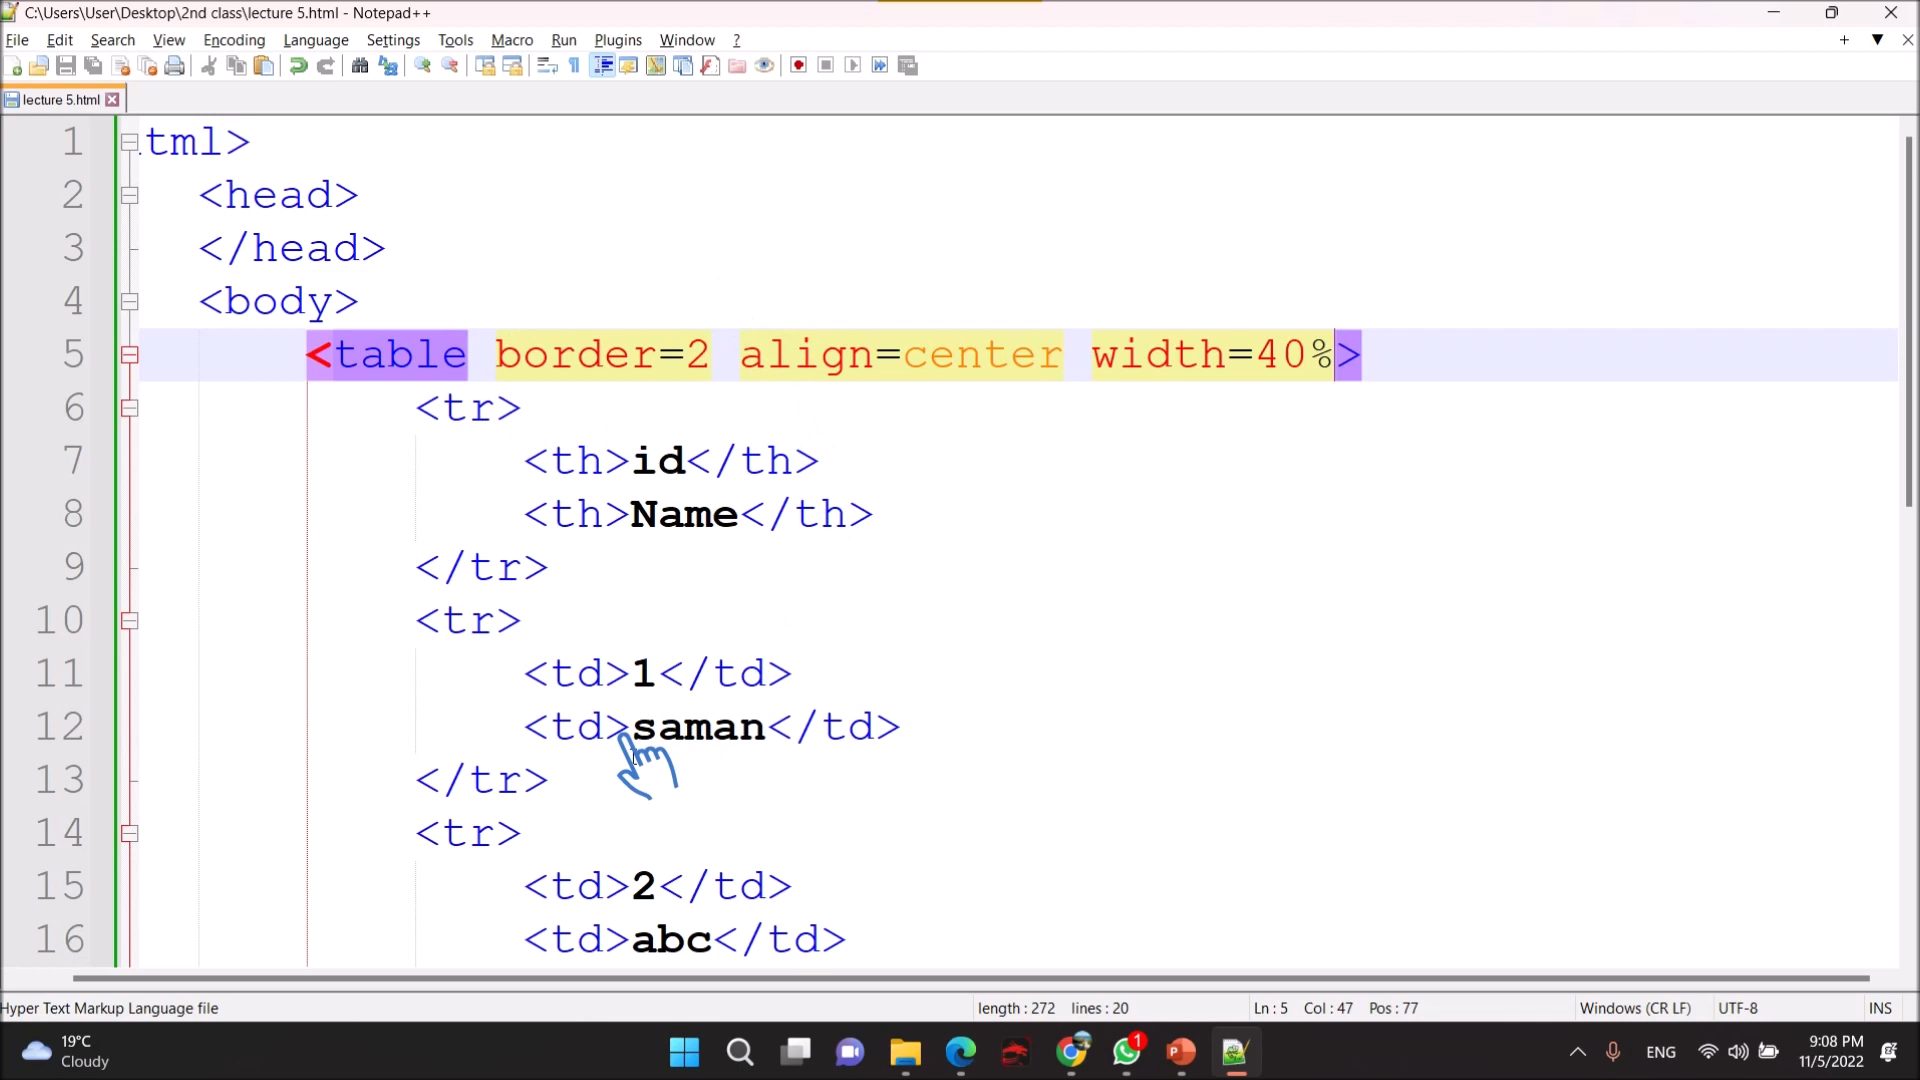 C:\Users\User\Desktop\2nd class\lecture 5.html - Notepad++
File Edit Search View Encoding Language Settings Tools Macro Run Plugins Window ?
lecture 5.html
1 tml>
2 <head>
3 </head>
4 <body>
5 <table border=2 align=center width=40%>
6 <tr>
7 <th>id</th>
8 <th>Name</th>
9 </tr>
10 <tr>
11 <td>1</td>
12 <td>saman</td>
13 </tr>
14 <tr>
15 <td>2</td>
16 <td>abc</td>
Hyper Text Markup Language file length : 272 lines : 20 Ln : 5 Col : 47 Pos : 77 Windows (CR LF) UTF-8 INS
19°C
Cloudy
1
ENG
9:08 PM
11/5/2022